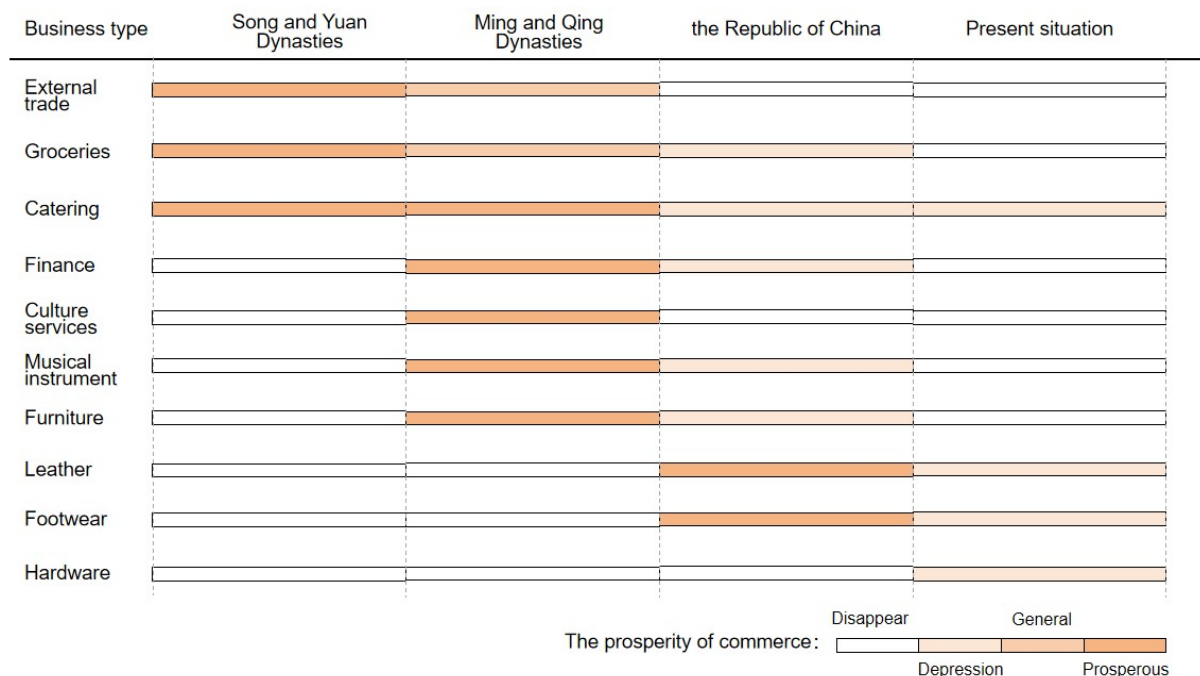 Business type
Song and Yuan
Dynasties
Ming and Qing
Dynasties
the Republic of China
Present situation
External
trade
Groceries
Catering
Finance
Culture
services
Musical
instrument
Furniture
Leather
Footwear
Hardware
The prosperity of commerce:
Disappear
General
Depression
Prosperous